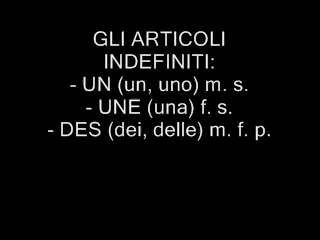 GLI ARTICOLI
INDEFINITI:
- UN (un, uno) m. s.
- UNE (una) f. s.
- DES (dei, delle) m. f. p.